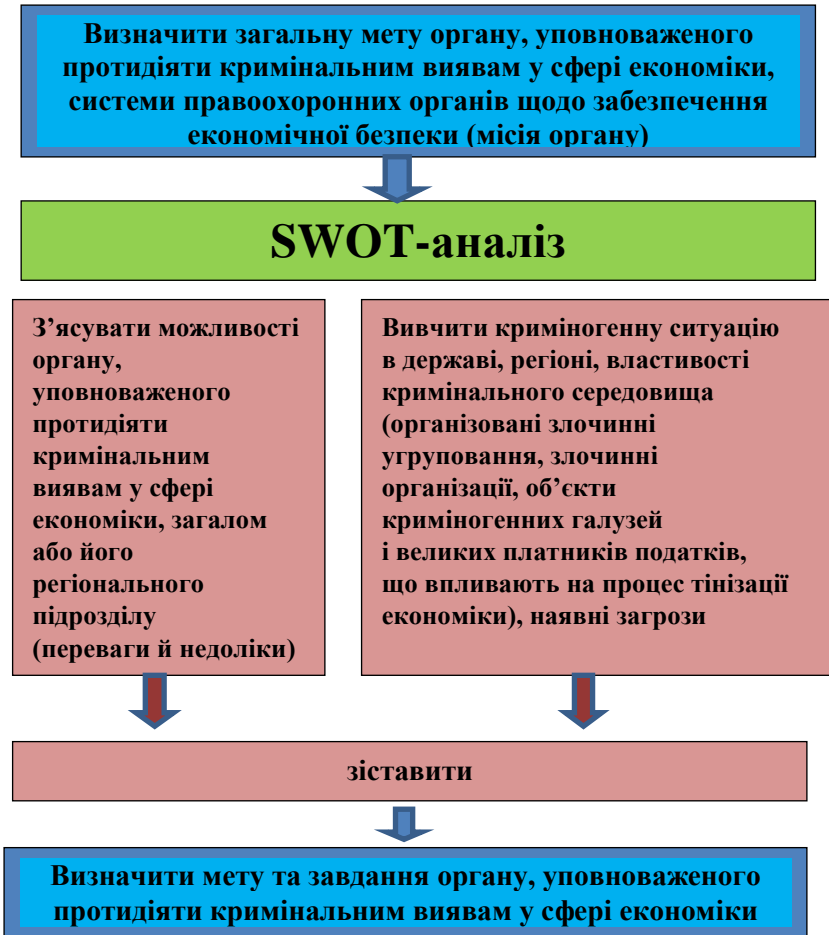 Визначити загальну мету органу, уповноваженого
протидіяти кримінальним виявам у сфері економіки,
системи правоохоронних органів щодо забезпечення
економічної безпеки (місія органу)
SWOT-аналіз
З’ясувати можливості
органу,
уповноваженого
протидіяти
кримінальним
виявам у сфері
економіки, загалом
або його
регіонального
підрозділу
(переваги й недоліки)
Вивчити криміногенну ситуацію
в державі, регіоні, властивості
кримінального середовища
(організовані злочинні
угруповання, злочинні
організації, об’єкти
криміногенних галузей
і великих платників податків,
що впливають на процес тінізації
економіки), наявні загрози
зіставити
Визначити мету та завдання органу, уповноваженого
протидіяти кримінальним виявам у сфері економіки